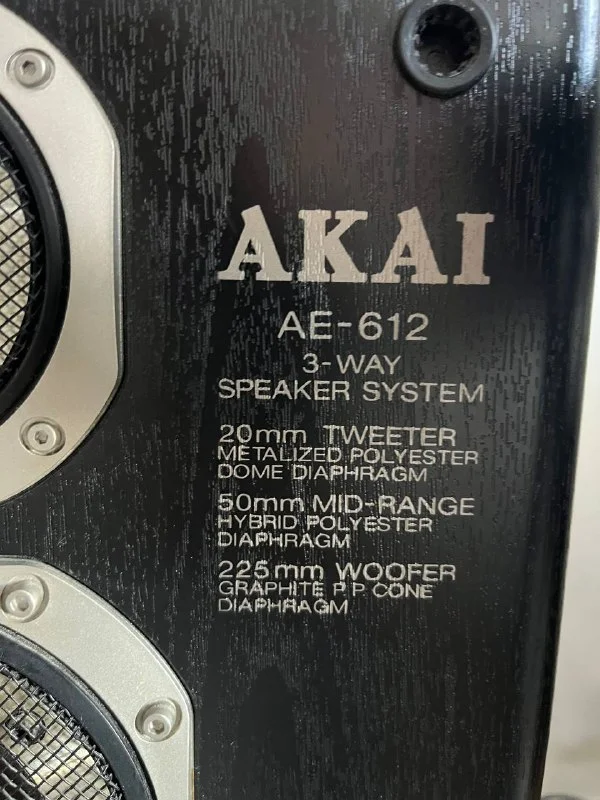 AKAI
AE-612
3-WAY
SPEAKER SYSTEM
20mm TWEETER
METALIZED POLYESTER
DOME DIAPHRAGM
50mm MID-RANGE
HYBRID POLYESTER
DIAPHRAGM
225mm WOOFER
GRAPHITE P.P CONE
DIAPHRAGM